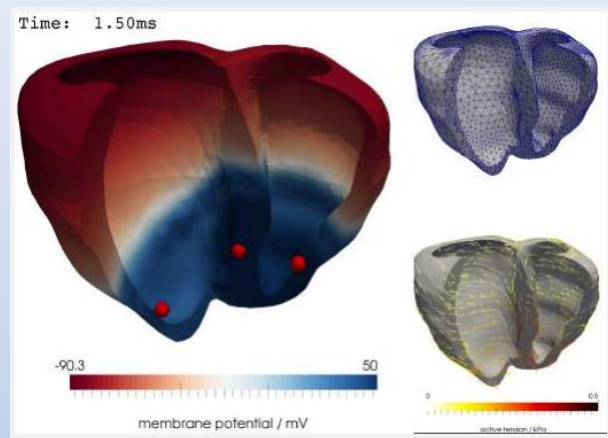 Time: 1.50ms
-90.3 50
membrane potential / mV
0 0.5
active tension / kPa